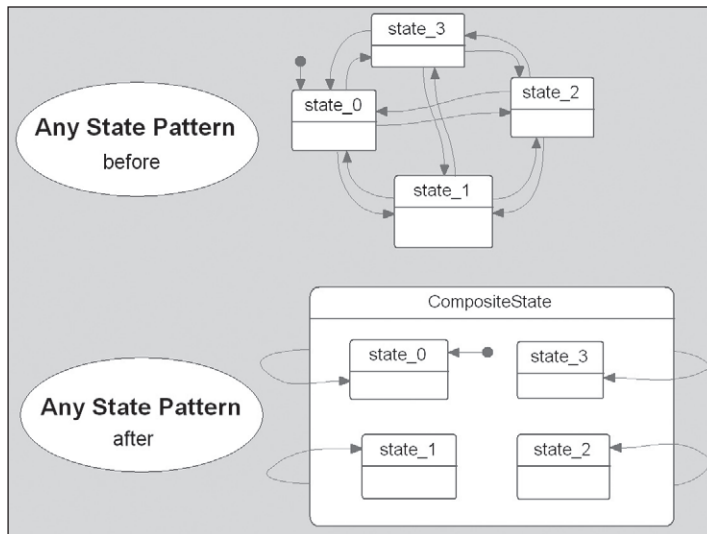 state_3
state_0
state_2
Any State Pattern
before
state_1
CompositeState
state_0
state_3
Any State Pattern
after
state_1
state_2